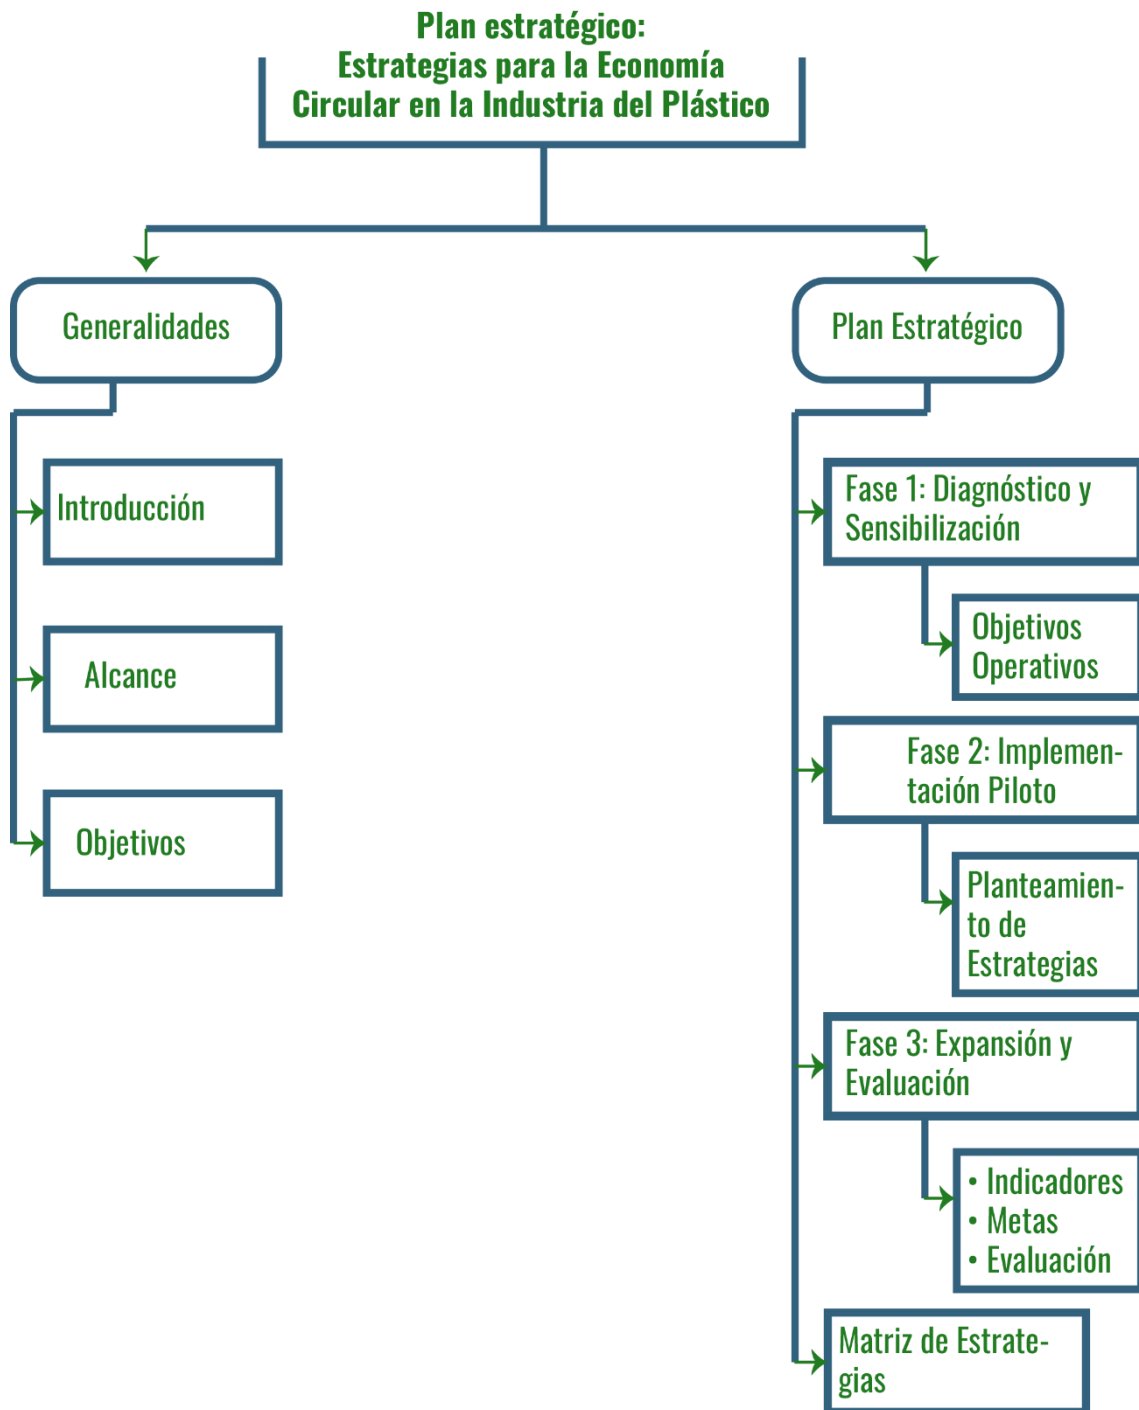 Plan estratégico:
Estrategias para la Economía
Circular en la Industria del Plástico
Generalidades
Introducción
Alcance
Objetivos
Plan Estratégico
Fase 1: Diagnóstico y
Sensibilización
Objetivos
Operativos
Fase 2: Implemen-
tación Piloto
Planteamien-
to de
Estrategias
Fase 3: Expansión y
Evaluación
• Indicadores
• Metas
• Evaluación
Matriz de Estrate-
gias